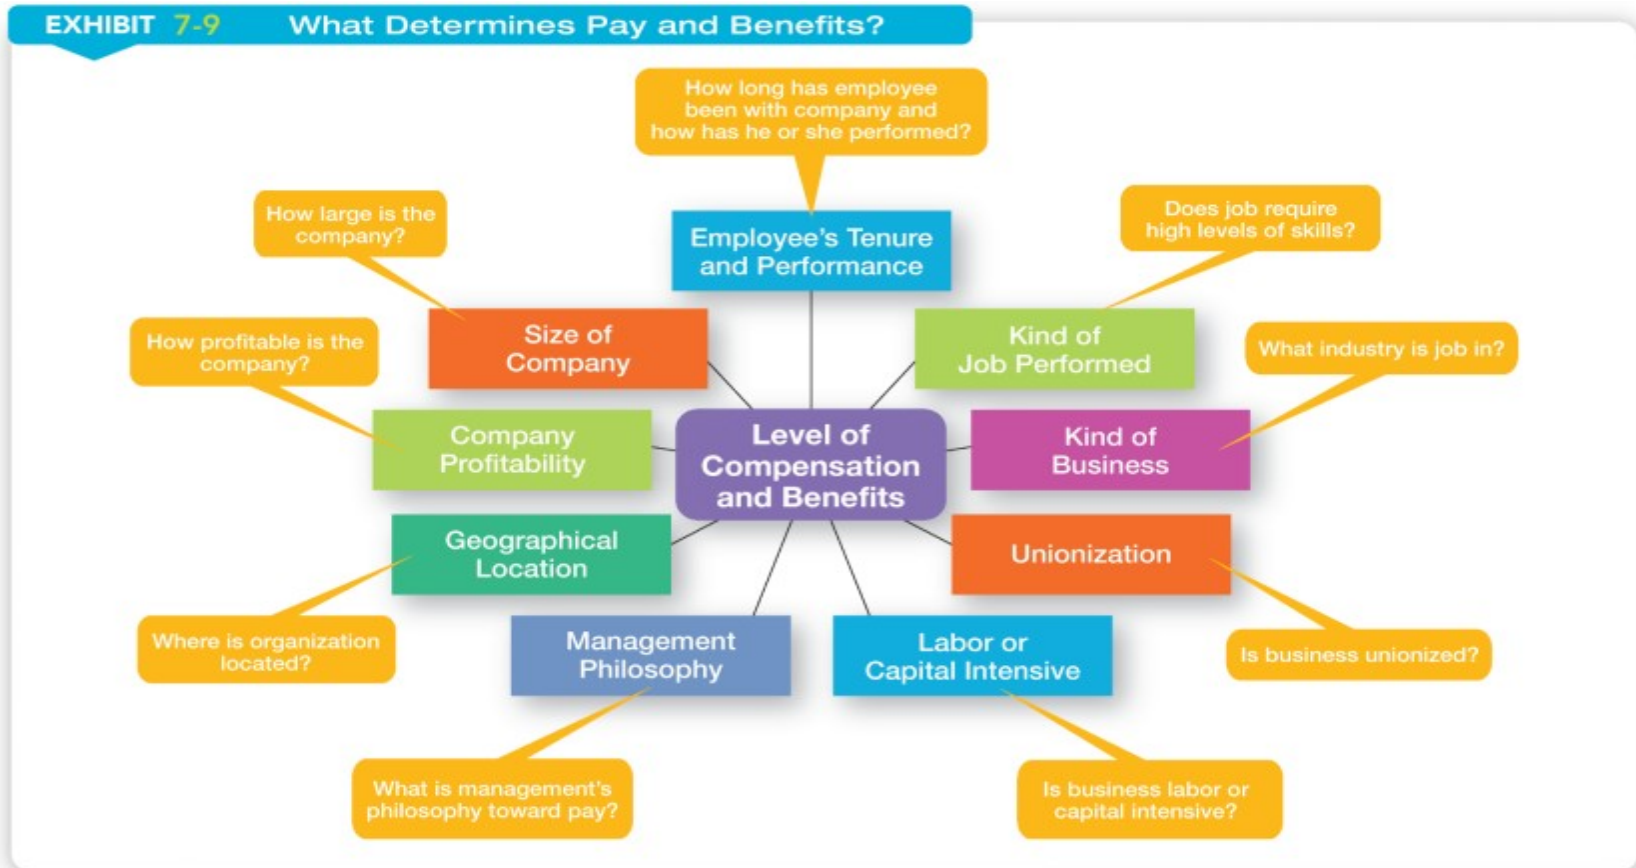 EXHIBIT 7-9 What Determines Pay and Benefits?
How long has employee
been with company and
how has he or she performed?
Employee's Tenure
and Performance
Does job require
high levels of skills?
Kind of
Job Performed
What industry is job in?
Kind of
Business
Unionization
Is business unionized?
Labor or
Capital Intensive
Is business labor or
capital intensive?
Management
Philosophy
What is management's
philosophy toward pay?
Geographical
Location
Where is organization
located?
Company
Profitability
How profitable is the
company?
Size of
Company
How large is the
company?
Level of
Compensation
and Benefits